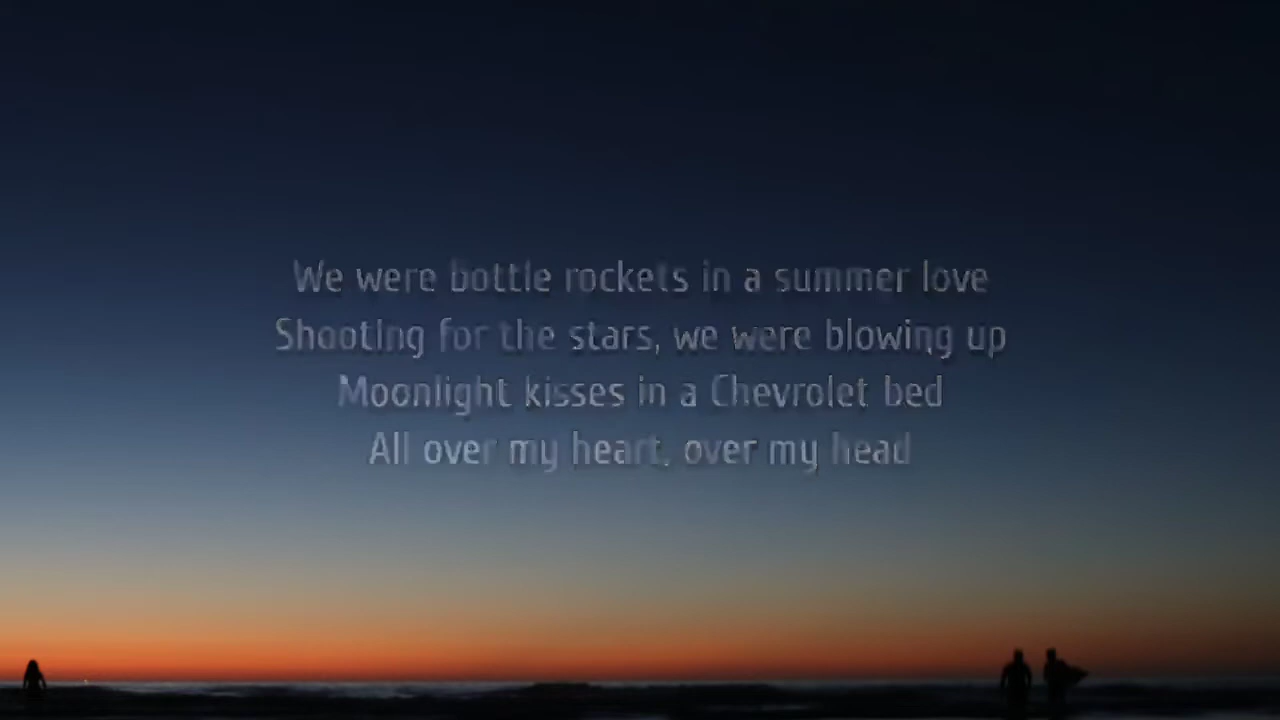 We were bottle rockets in a summer love
Shooting for the stars, we were blowing up
Moonlight kisses in a Chevrolet bed
All over my heart, over my head